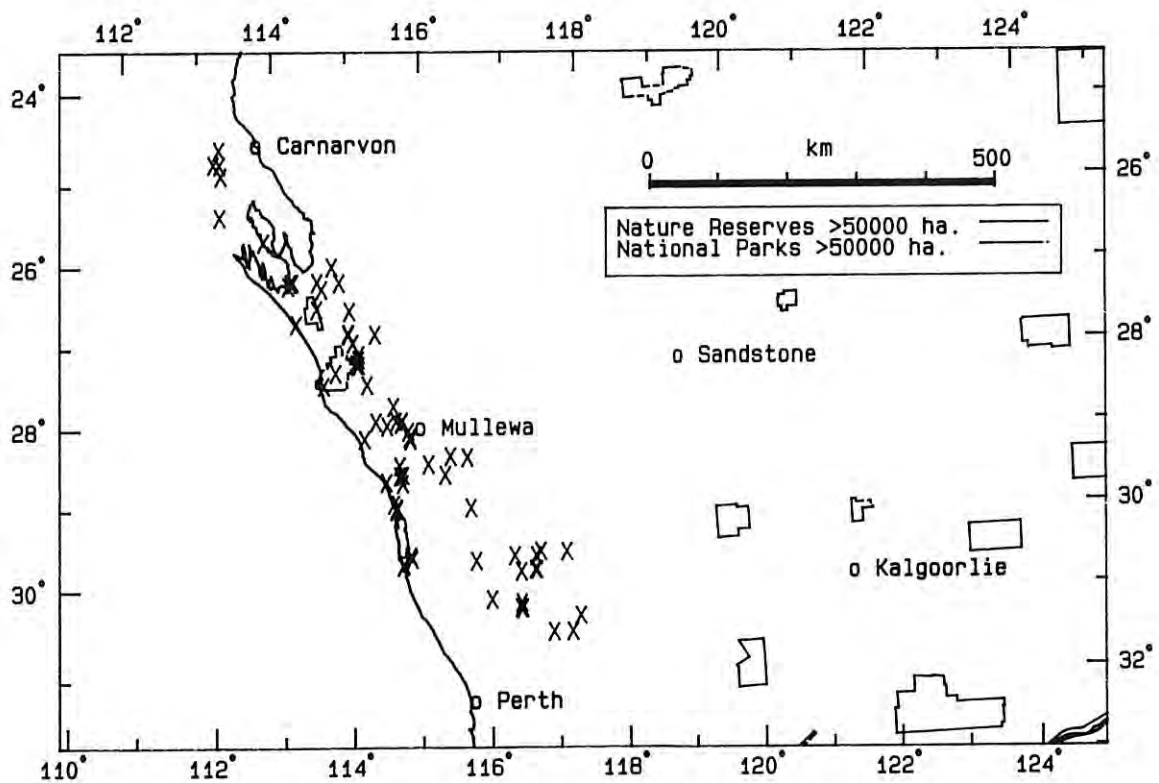 112° 114° 116° 118° 120° 122° 124°
24°
Carnarvon
km
0 500
26°
Nature Reserves >50000 ha.
National Parks >50000 ha.
26°
28°
Sandstone
28°
Mullewa
30°
Kalgoorlie
30°
32°
Perth
110° 112° 114° 116° 118° 120° 122° 124°